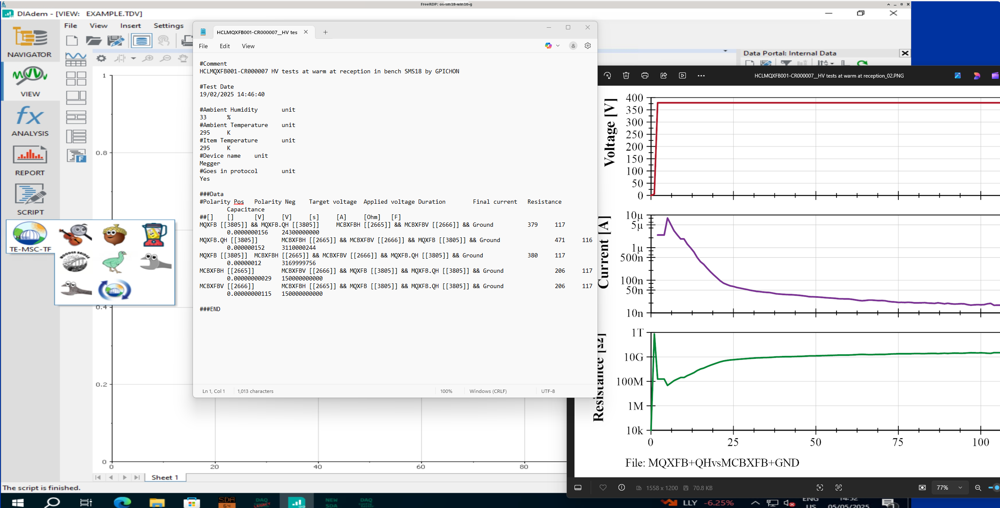 FreeRDP: os-sm18-win10-g
DIAdem - [VIEW: EXAMPLE.TDV]
File View Insert Settings
NAVIGATOR
VIEW
ANALYSIS
REPORT
SCRIPT
TE-MSC-TF
WOODEN BRIDGE
1
0.8
0.4
0.2
0
0 20 40 60 80
Sheet 1
The script is finished.
HCLMQXFB001-CR000007__HV tes
File Edit View
#Comment
HCLMQXFB001-CR000007 HV tests at warm at reception in bench SMS18 by GPICHON
#Test Date
19/02/2025 14:46:40
#Ambient Humidity unit
33 %
#Ambient Temperature unit
295 K
#Item Temperature unit
295 K
#Device name unit
Megger
#Goes in protocol unit
Yes
###Data
#Polarity Pos Polarity Neg Target voltage Applied voltage Duration Final current Resistance
Capacitance
##[] [] [V] [V] [s] [A] [Ohm] [F]
MQXFB [[3805]] && MQXFB.QH [[3805]] MCBXFBH [[2665]] && MCBXFBV [[2666]] && Ground 379 117
0.0000000156 24300000000
MQXFB.QH [[3805]] MCBXFBH [[2665]] && MCBXFBV [[2666]] && MQXFB [[3805]] && Ground 471 116
0.000000152 3110000244
MQXFB [[3805]] MCBXFBH [[2665]] && MCBXFBV [[2666]] && MQXFB.QH [[3805]] && Ground 380 117
0.00000012 3169999756
MCBXFBH [[2665]] MCBXFBV [[2666]] && MQXFB [[3805]] && MQXFB.QH [[3805]] && Ground 206 117
0.00000000029 150000000000
MCBXFBV [[2666]] MCBXFBH [[2665]] && MQXFB [[3805]] && MQXFB.QH [[3805]] && Ground 206 117
0.00000000115 150000000000
###END
Ln 1, Col 1 1,013 characters 100% Windows (CRLF) UTF-8
Data Portal: Internal Data
HCLMQXFB001-CR000007__HV tests at warm at reception_02.PNG
Voltage [V]
400
350
300
250
200
150
100
50
0
Current [A]
10µ
5µ
1µ
500n
100n
50n
10n
Resistance [Ω]
1T
10G
100M
1M
10k
0 25 50 75 100
File: MQXFB+QHvsMCBXFB+GND
1558 x 1200 70.8 KB 77%
SDA
64
DAQ
LEGACY
NEW
SDA
DAQ
LLY -6.25%
ENG
US
14:52
05/05/2025